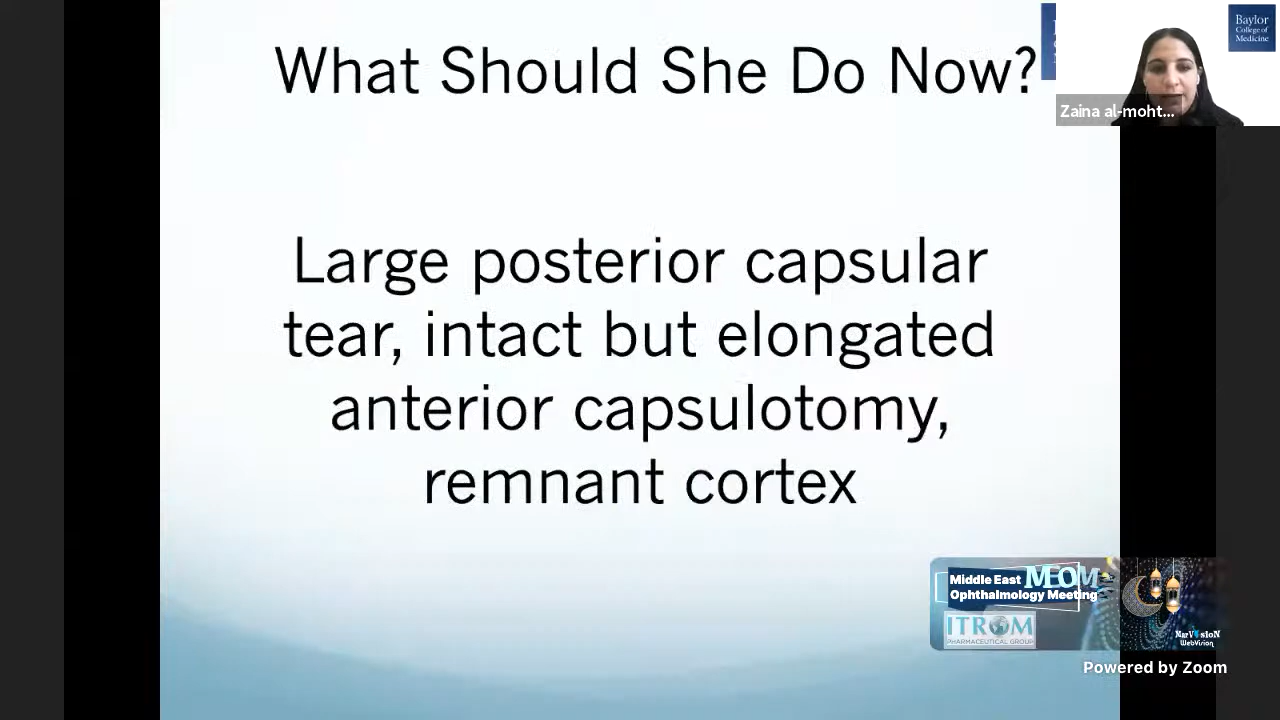 What Should She Do Now?
Baylor
College of
Medicine
Zaina al-moht...
Large posterior capsular
tear, intact but elongated
anterior capsulotomy,
remnant cortex
Middle East MEOM
Ophthalmology Meeting
ITROM
PHARMACEUTICAL GROUP
NarVisioN
WebVision
Powered by Zoom